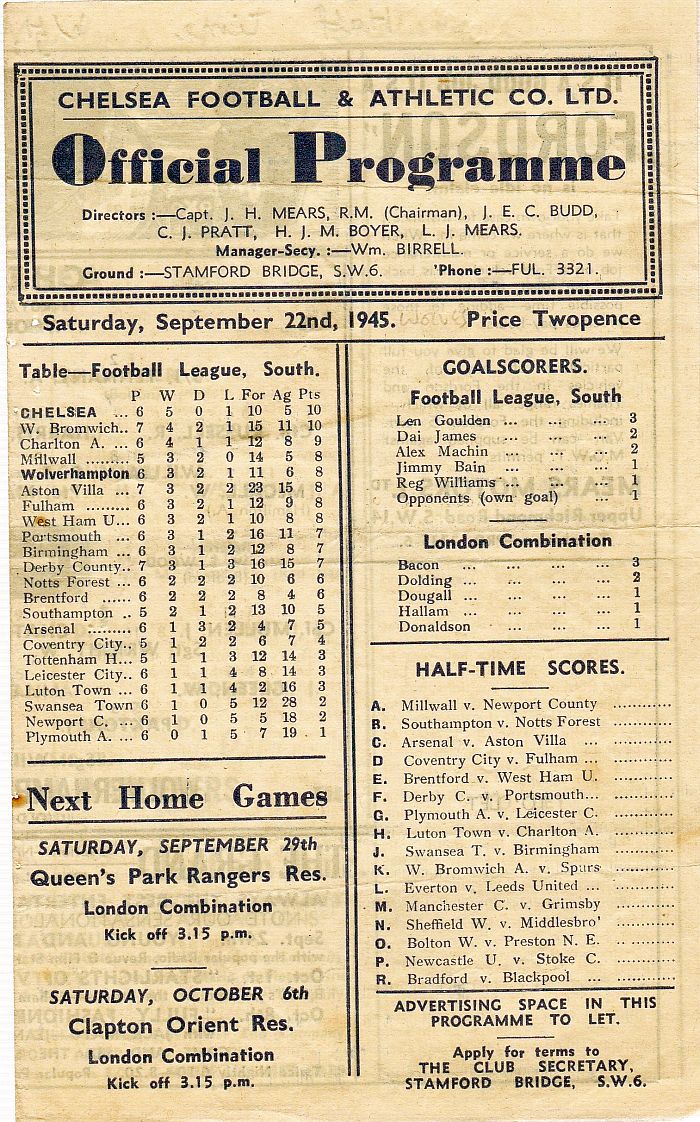 CHELSEA FOOTBALL & ATHLETIC CO. LTD.
Official Programme
Directors :—Capt. J. H. MEARS, R.M. (Chairman), J. E. C. BUDD,
C. J. PRATT, H. J. M. BOYER, L. J. MEARS.
Manager-Secy. :—Wm. BIRRELL.
Ground :—STAMFORD BRIDGE, S.W.6. 'Phone :—FUL. 3321.
Saturday, September 22nd, 1945. Price Twopence
Table—Football League, South.
P W D L For Ag Pts
CHELSEA ... 6 5 0 1 10 5 10
W. Bromwich.. 7 4 2 1 15 11 10
Charlton A. ... 6 4 1 1 12 8 9
Millwall ......... 5 3 2 0 14 5 8
Wolverhampton 6 3 2 1 11 6 8
Aston Villa ... 7 3 2 2 23 15 8
Fulham ......... 6 3 2 1 12 9 8
West Ham U... 6 3 2 1 10 8 8
Portsmouth ... 6 3 1 2 16 11 7
Birmingham ... 6 3 1 2 12 8 7
Derby County.. 7 3 1 3 16 15 7
Notts Forest ... 6 2 2 2 10 6 6
Brentford ...... 6 2 2 2 8 4 6
Southampton .. 5 2 1 2 13 10 5
Arsenal ......... 6 1 3 2 4 7 5
Coventry City.. 5 1 2 2 6 7 4
Tottenham H... 5 1 1 3 12 14 3
Leicester City.. 6 1 1 4 8 14 3
Luton Town ... 6 1 1 4 2 16 3
Swansea Town 6 1 0 5 12 28 2
Newport C. ... 6 1 0 5 5 18 2
Plymouth A. ... 6 0 1 5 7 19 1
Next Home Games
SATURDAY, SEPTEMBER 29th
Queen's Park Rangers Res.
London Combination
Kick off 3.15 p.m.
SATURDAY, OCTOBER 6th
Clapton Orient Res.
London Combination
Kick off 3.15 p.m.
GOALSCORERS.
Football League, South
Len Goulden ... ... ... 3
Dai James ... ... ... 2
Alex Machin ... ... ... 2
Jimmy Bain ... ... ... 1
Reg Williams ... ... ... 1
Opponents (own goal) ... 1
London Combination
Bacon ... ... ... ... 3
Dolding ... ... ... ... 2
Dougall ... ... ... ... 1
Hallam ... ... ... ... 1
Donaldson ... ... ... 1
HALF-TIME SCORES.
A. Millwall v. Newport County ............
B. Southampton v. Notts Forest ............
C. Arsenal v. Aston Villa ... ............
D Coventry City v. Fulham ... ............
E. Brentford v. West Ham U. ............
F. Derby C. v. Portsmouth... ............
G. Plymouth A. v. Leicester C. ............
H. Luton Town v. Charlton A. ............
J. Swansea T. v. Birmingham ............
K. W. Bromwich A. v. Spurs ............
L. Everton v. Leeds United ... ............
M. Manchester C. v. Grimsby ............
N. Sheffield W. v. Middlesbro' ............
O. Bolton W. v. Preston N. E. ............
P. Newcastle U. v. Stoke C. ............
R. Bradford v. Blackpool ... ............
ADVERTISING SPACE IN THIS
PROGRAMME TO LET.
Apply for terms to
THE CLUB SECRETARY,
STAMFORD BRIDGE, S.W.6.